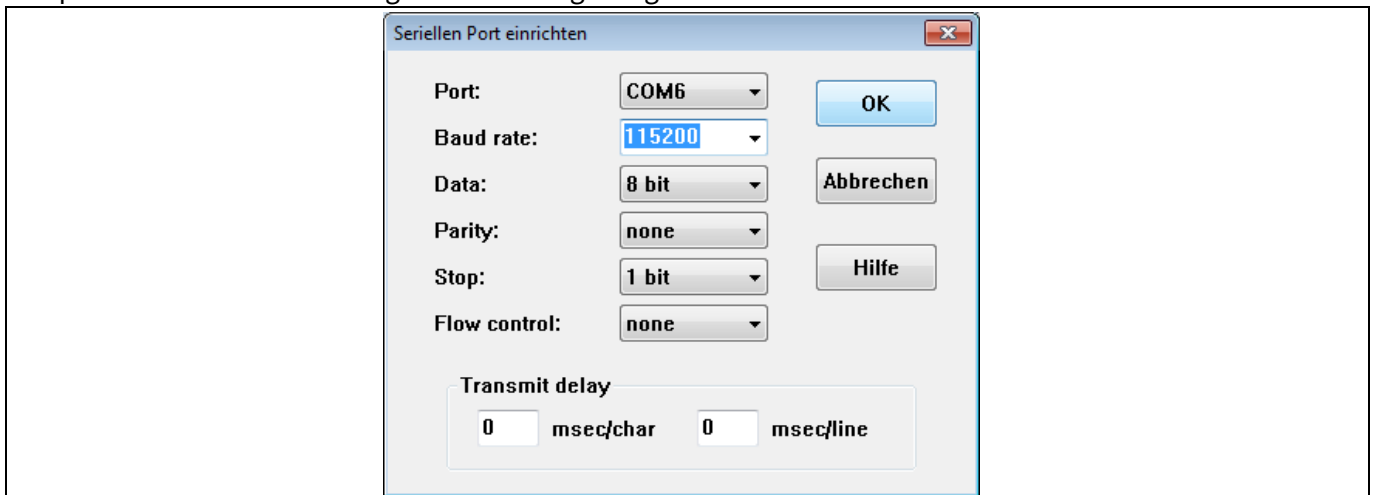 Seriellen Port einrichten
Port: COM6 OK
Baud rate: 115200
Data: 8 bit Abbrechen
Parity: none
Stop: 1 bit Hilfe
Flow control: none
Transmit delay
0 msec/char 0 msec/line